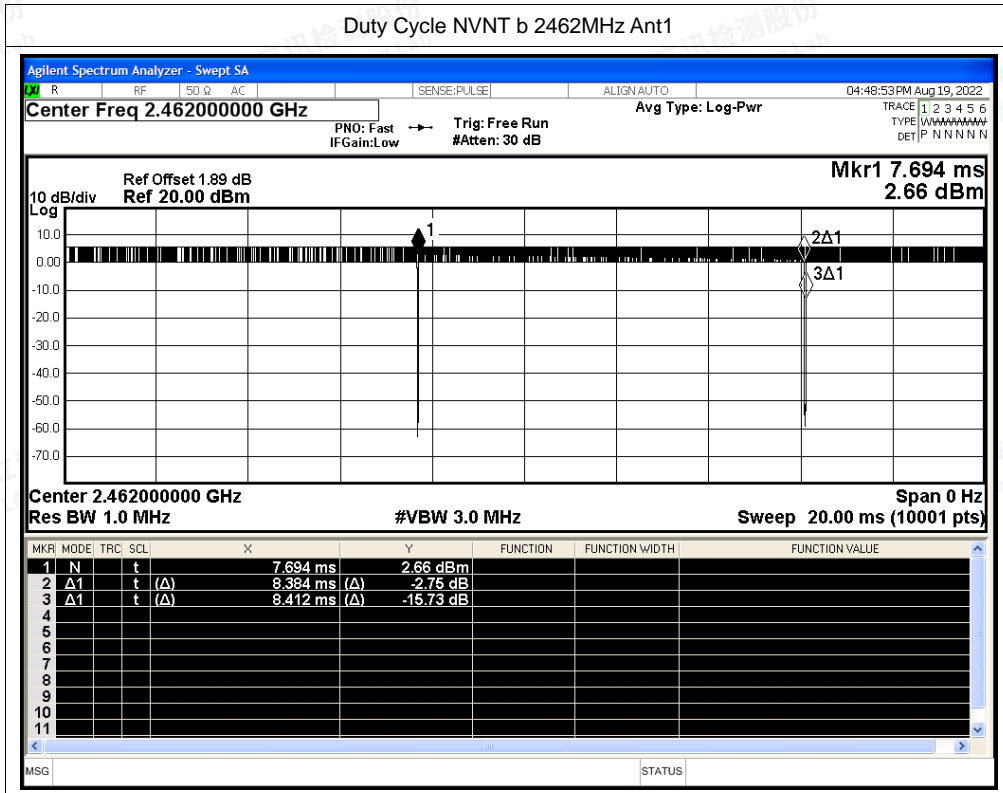 Duty Cycle NVNT b 2462MHz Ant1
Agilent Spectrum Analyzer - Swept SA
LXI R RF 50 Ω AC SENSE:PULSE ALIGN AUTO 04:48:53 PM Aug 19, 2022
Center Freq 2.462000000 GHz Avg Type: Log-Pwr TRACE 1 2 3 4 5 6
PNO: Fast Trig: Free Run TYPE WWWWWWW
IFGain:Low #Atten: 30 dB DET P N N N N N
Mkr1 7.694 ms
Ref Offset 1.89 dB
10 dB/div Ref 20.00 dBm 2.66 dBm
Log
10.0
0.00
-10.0
-20.0
-30.0
-40.0
-50.0
-60.0
-70.0
1
2Δ1
3Δ1
Center 2.462000000 GHz Span 0 Hz
Res BW 1.0 MHz #VBW 3.0 MHz Sweep 20.00 ms (10001 pts)
MKR MODE TRC SCL X Y FUNCTION FUNCTION WIDTH FUNCTION VALUE
1 N t 7.694 ms 2.66 dBm
2 Δ1 t (Δ) 8.384 ms (Δ) -2.75 dB
3 Δ1 t (Δ) 8.412 ms (Δ) -15.73 dB
4
5
6
7
8
9
10
11
MSG STATUS